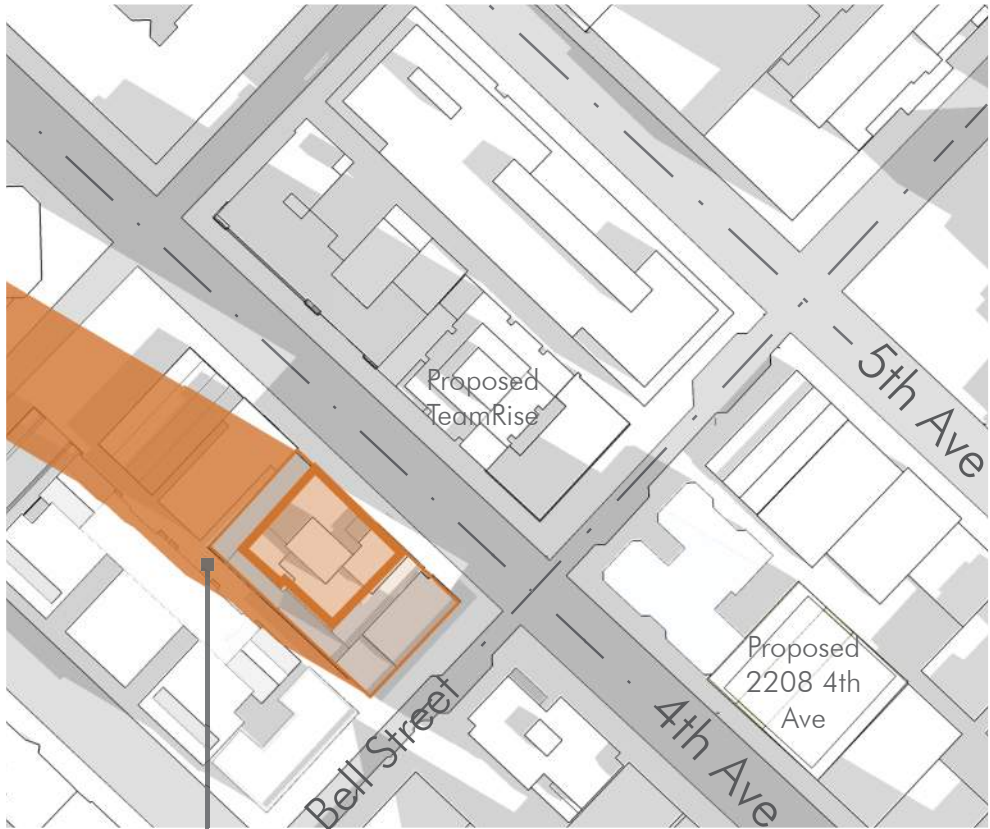 Proposed
TeamRise
5th Ave
Proposed
2208 4th
Ave
4th Ave
Bell Street